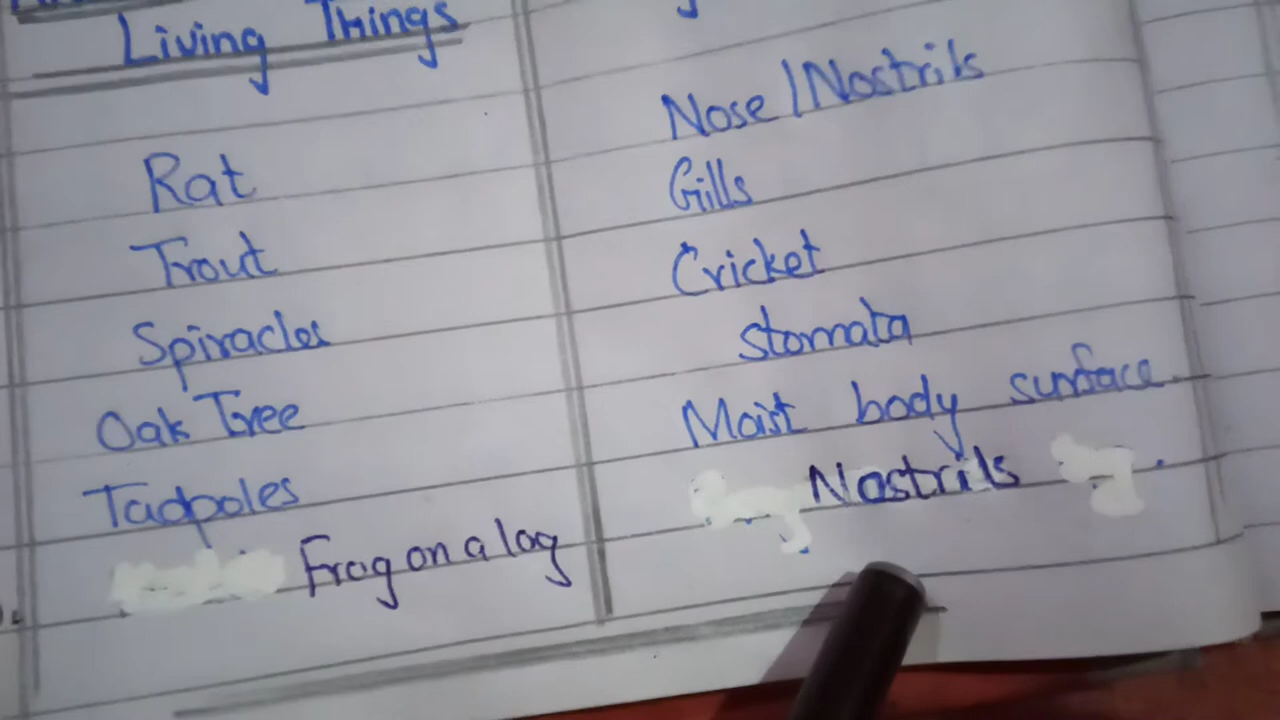 Living Things
Nose/Nostrils
Rat
Gills
Trout
Cricket
Spiracles
Stomata
Oak Tree
Moist body surface
Tadpoles
Nostrils
Frog on a log